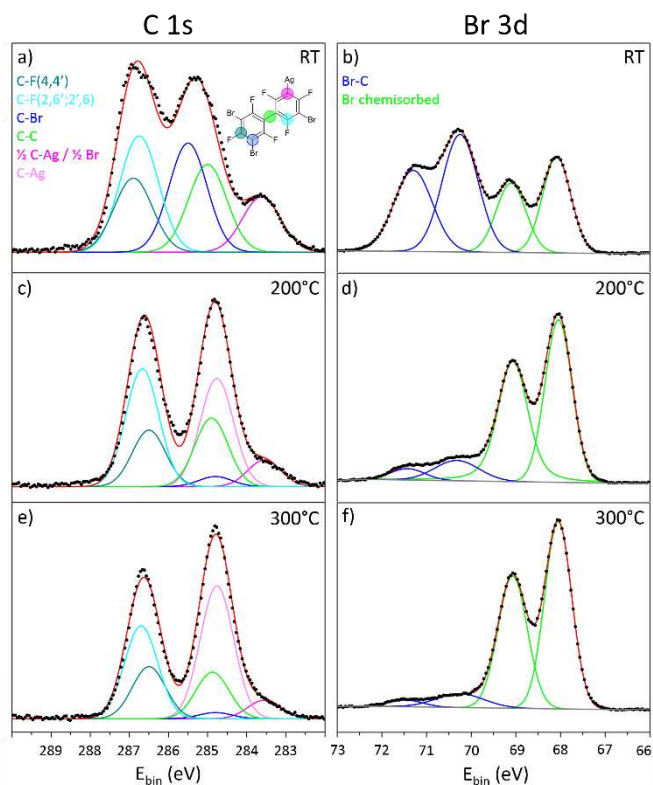 C 1s
Br 3d
a)
RT
C-F(4,4')
C-F(2,6';2',6)
C-Br
C-C
½ C-Ag / ½ Br
C-Ag
Ag
F
F
F
Br
F
F
Br
Br
b)
RT
Br-C
Br chemisorbed
c)
200°C
d)
200°C
e)
300°C
f)
300°C
289 288 287 286 285 284 283
E_bin (eV)
73 72 71 70 69 68 67 66
E_bin (eV)